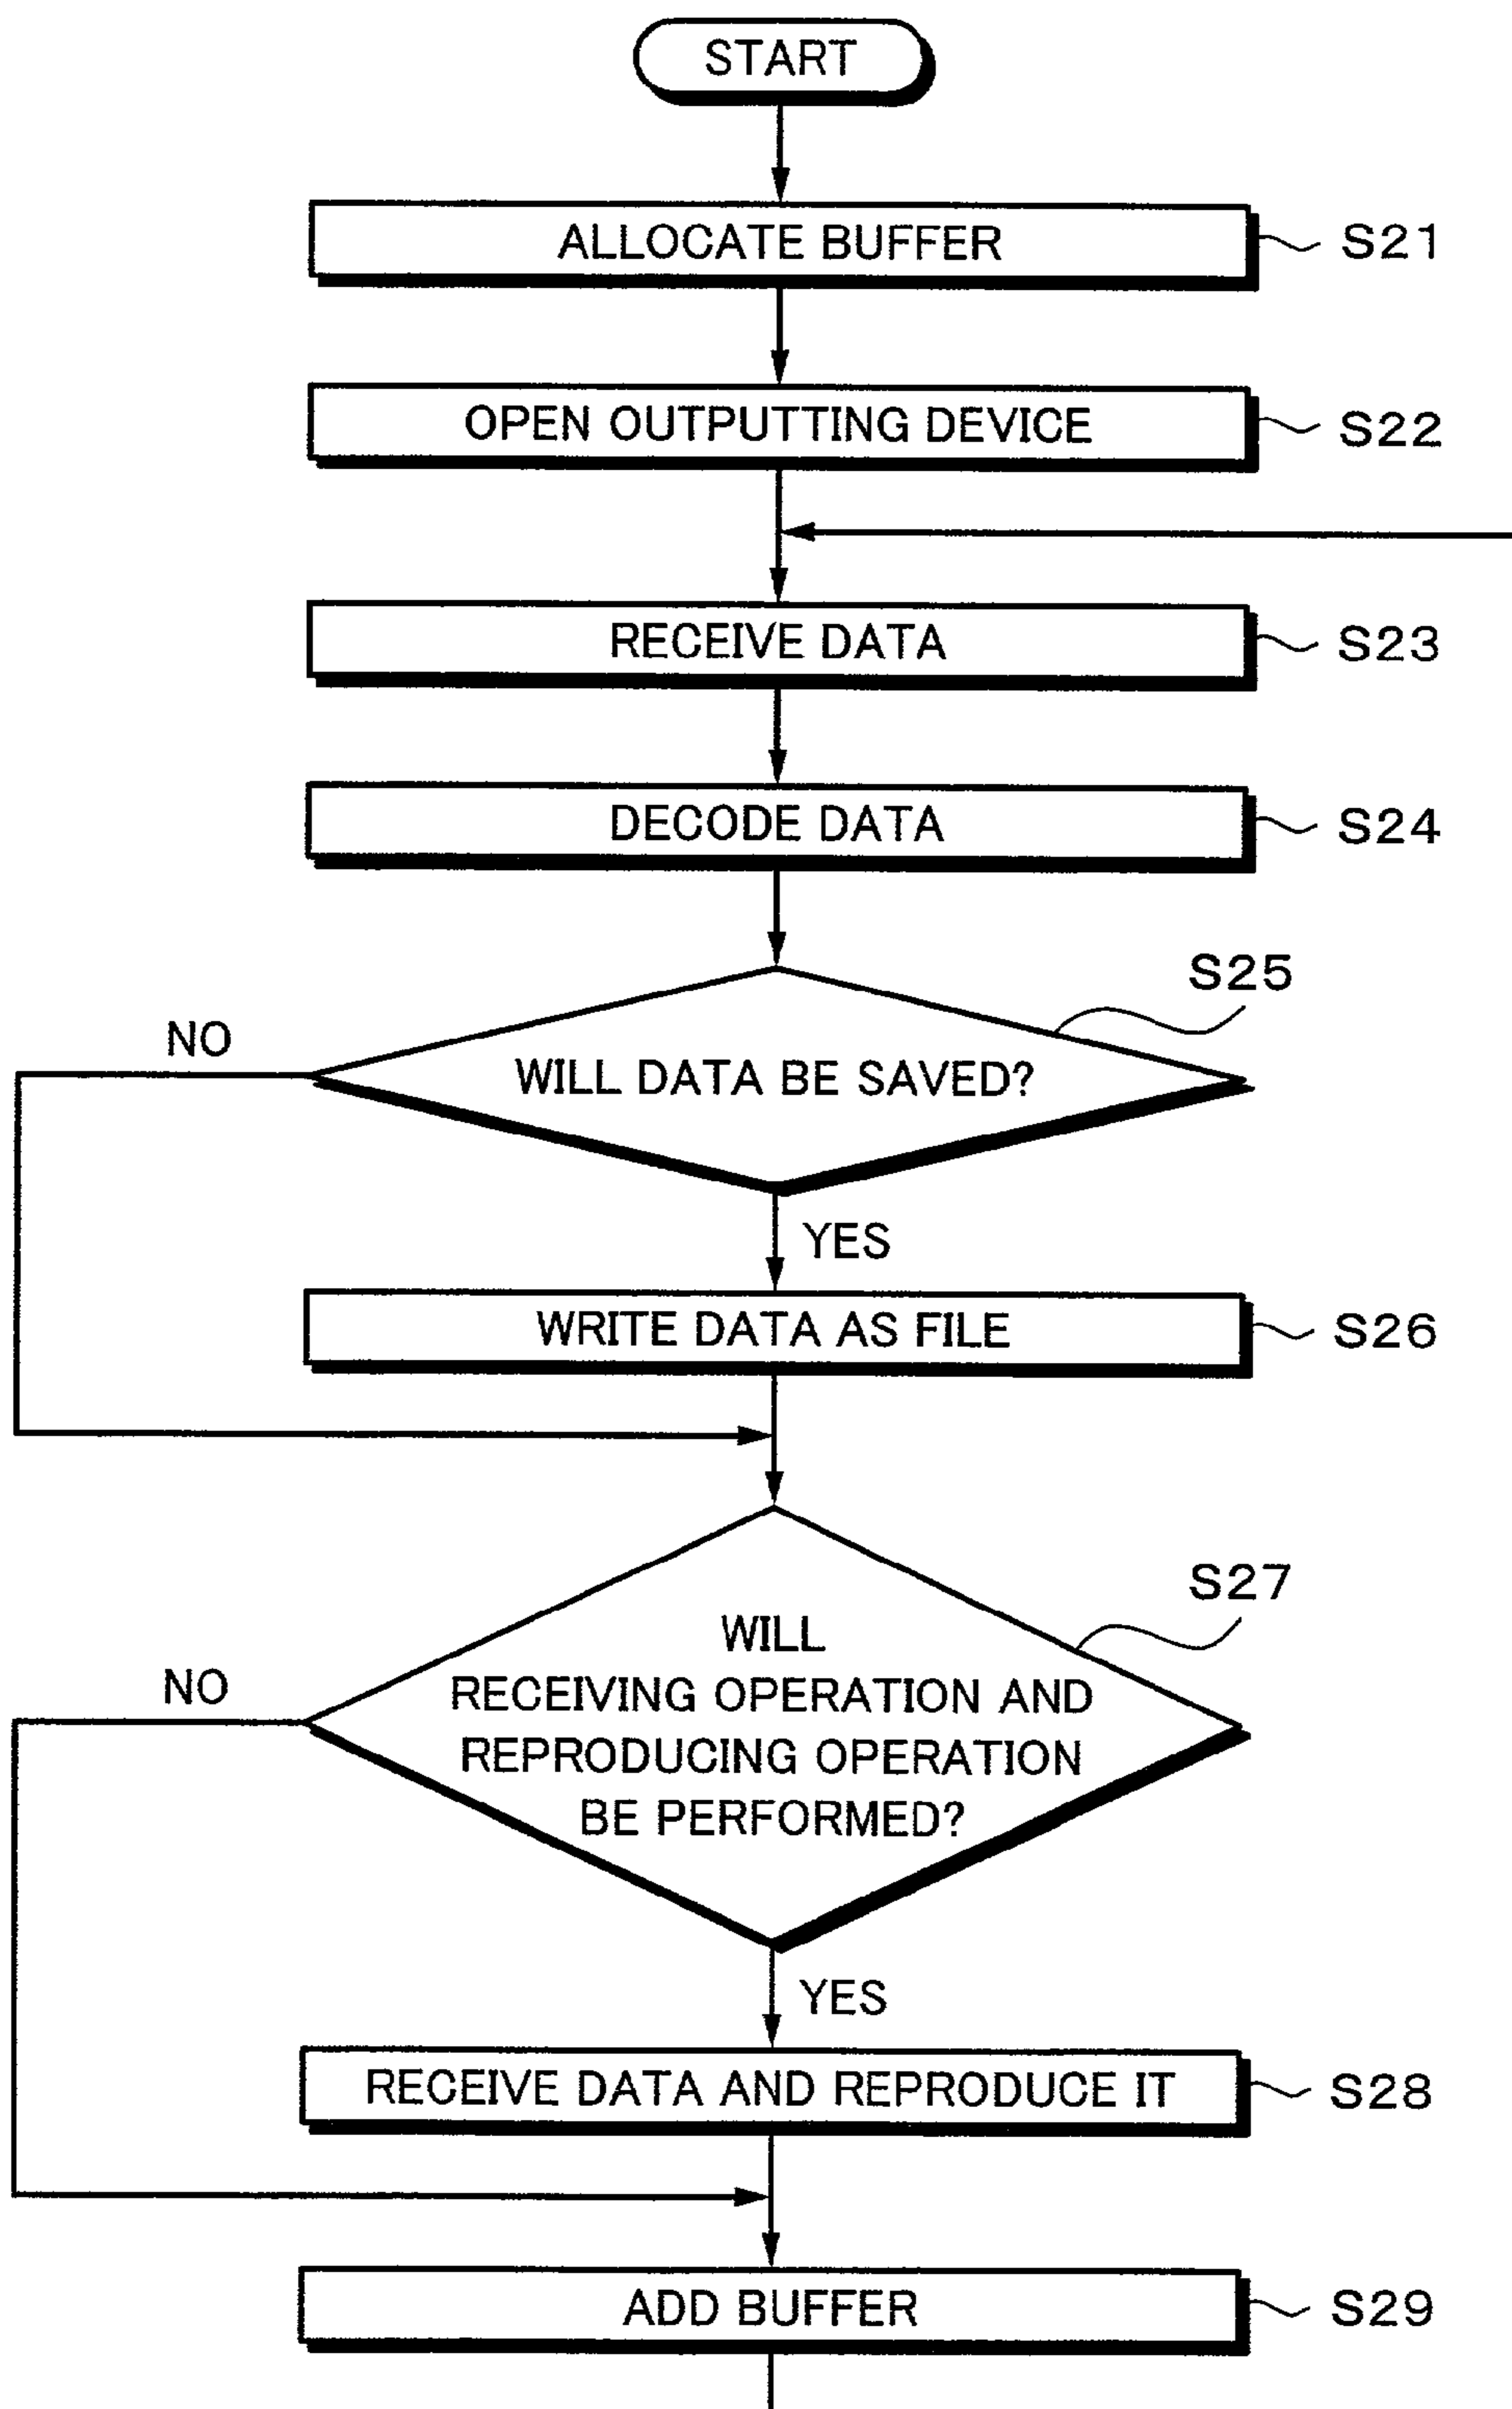 START
ALLOCATE BUFFER
S21
OPEN OUTPUTTING DEVICE
S22
RECEIVE DATA
S23
DECODE DATA
S24
S25
NO
WILL DATA BE SAVED?
YES
WRITE DATA AS FILE
S26
S27
WILL
NO
RECEIVING OPERATION AND
REPRODUCING OPERATION
BE PERFORMED?
YES
RECEIVE DATA AND REPRODUCE IT
S28
ADD BUFFER
S29